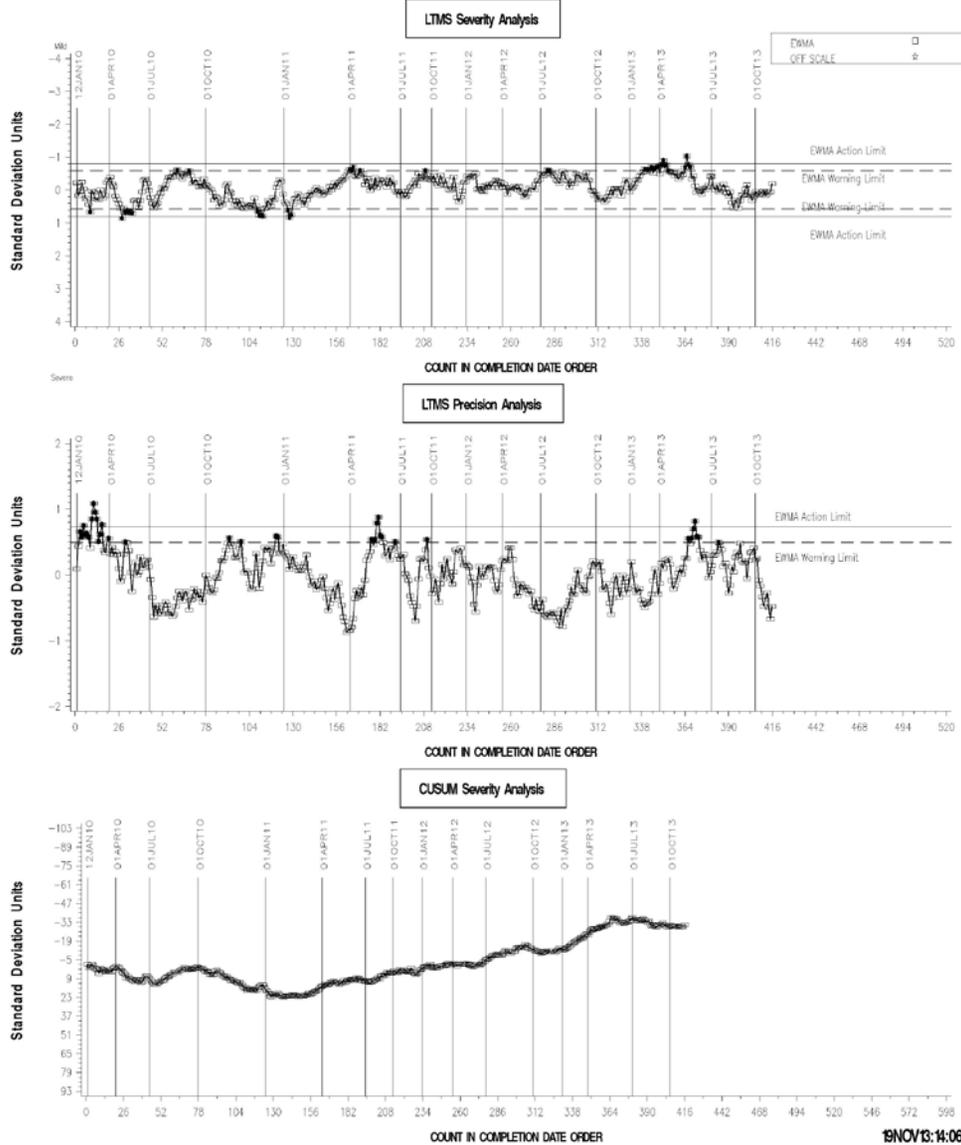 LTMS Severity Analysis
Mild
EWMA
OFF SCALE
12JAN10 01APR10 01JUL10 01OCT10 01JAN11 01APR11 01JUL11 01OCT11 01JAN12 01APR12 01JUL12 01OCT12 01JAN13 01APR13 01JUL13 01OCT13
Standard Deviation Units
-4
-3
-2
-1
0
1
2
3
4
EWMA Action Limit
EWMA Warning Limit
EWMA Warning Limit
EWMA Action Limit
0 26 52 78 104 130 156 182 208 234 260 286 312 338 364 390 416 442 468 494 520
COUNT IN COMPLETION DATE ORDER
Severe
LTMS Precision Analysis
12JAN10 01APR10 01JUL10 01OCT10 01JAN11 01APR11 01JUL11 01OCT11 01JAN12 01APR12 01JUL12 01OCT12 01JAN13 01APR13 01JUL13 01OCT13
Standard Deviation Units
2
1
0
-1
-2
EWMA Action Limit
EWMA Warning Limit
0 26 52 78 104 130 156 182 208 234 260 286 312 338 364 390 416 442 468 494 520
COUNT IN COMPLETION DATE ORDER
CUSUM Severity Analysis
12JAN10 01APR10 01JUL10 01OCT10 01JAN11 01APR11 01JUL11 01OCT11 01JAN12 01APR12 01JUL12 01OCT12 01JAN13 01APR13 01JUL13 01OCT13
Standard Deviation Units
-103
-89
-75
-61
-47
-33
-19
-5
9
23
37
51
65
79
93
0 26 52 78 104 130 156 182 208 234 260 286 312 338 364 390 416 442 468 494 520 546 572 598
COUNT IN COMPLETION DATE ORDER
19NOV13:14:06